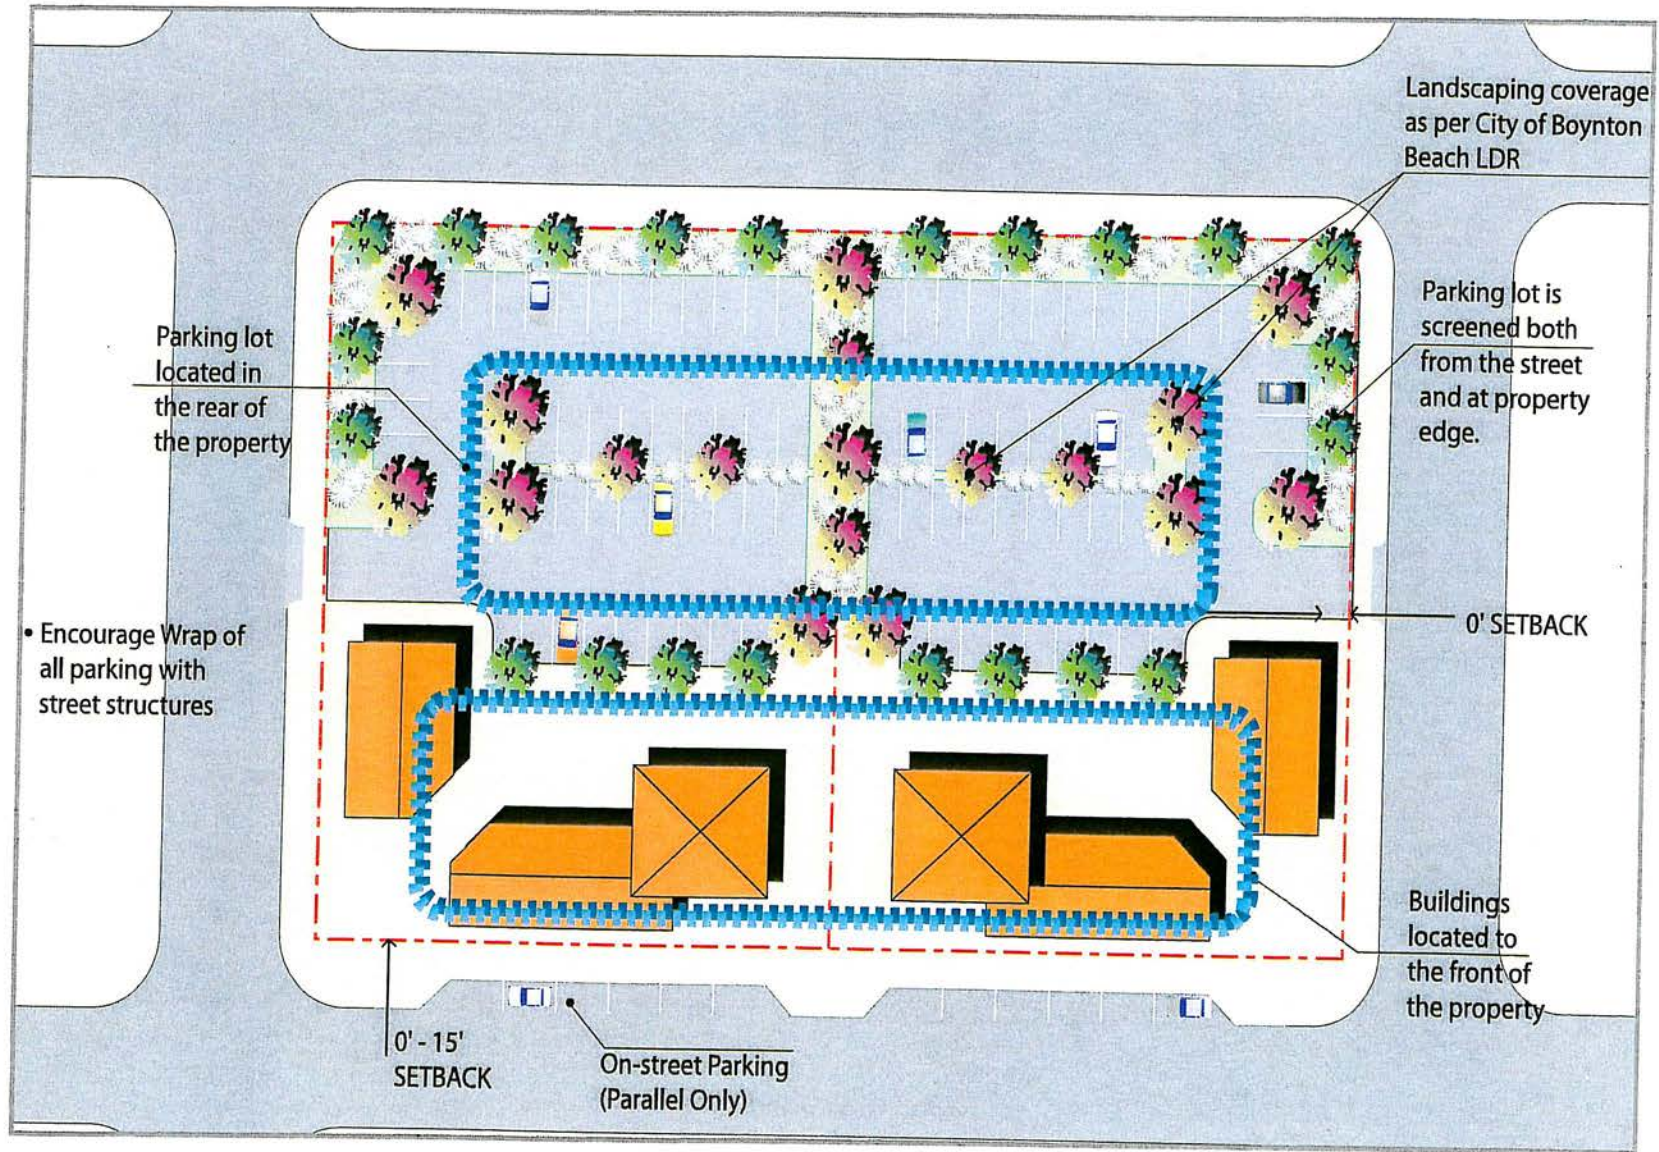 Landscaping coverage
as per City of Boynton
Beach LDR
Parking lot is
screened both
from the street
and at property
edge.
Parking lot
located in
the rear of
the property
0' SETBACK
• Encourage Wrap of
all parking with
street structures
Buildings
located to
the front of
the property
0' - 15'
SETBACK
On-street Parking
(Parallel Only)